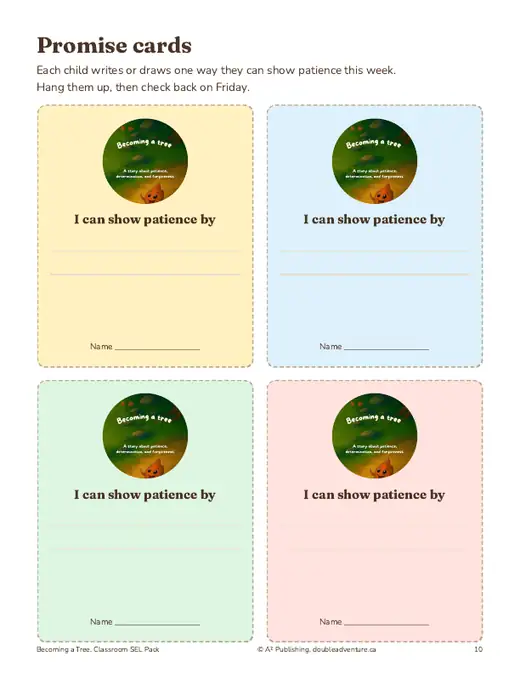 Promise cards
Each child writes or draws one way they can show patience this week.
Hang them up, then check back on Friday.
Becoming a tree
A story about patience,
determination, and forgiveness
I can show patience by
Name
Becoming a tree
A story about patience,
determination, and forgiveness
I can show patience by
Name
Becoming a tree
A story about patience,
determination, and forgiveness
I can show patience by
Name
Becoming a tree
A story about patience,
determination, and forgiveness
I can show patience by
Name
Becoming a Tree, Classroom SEL Pack
© A² Publishing, doubleadventure.ca
10